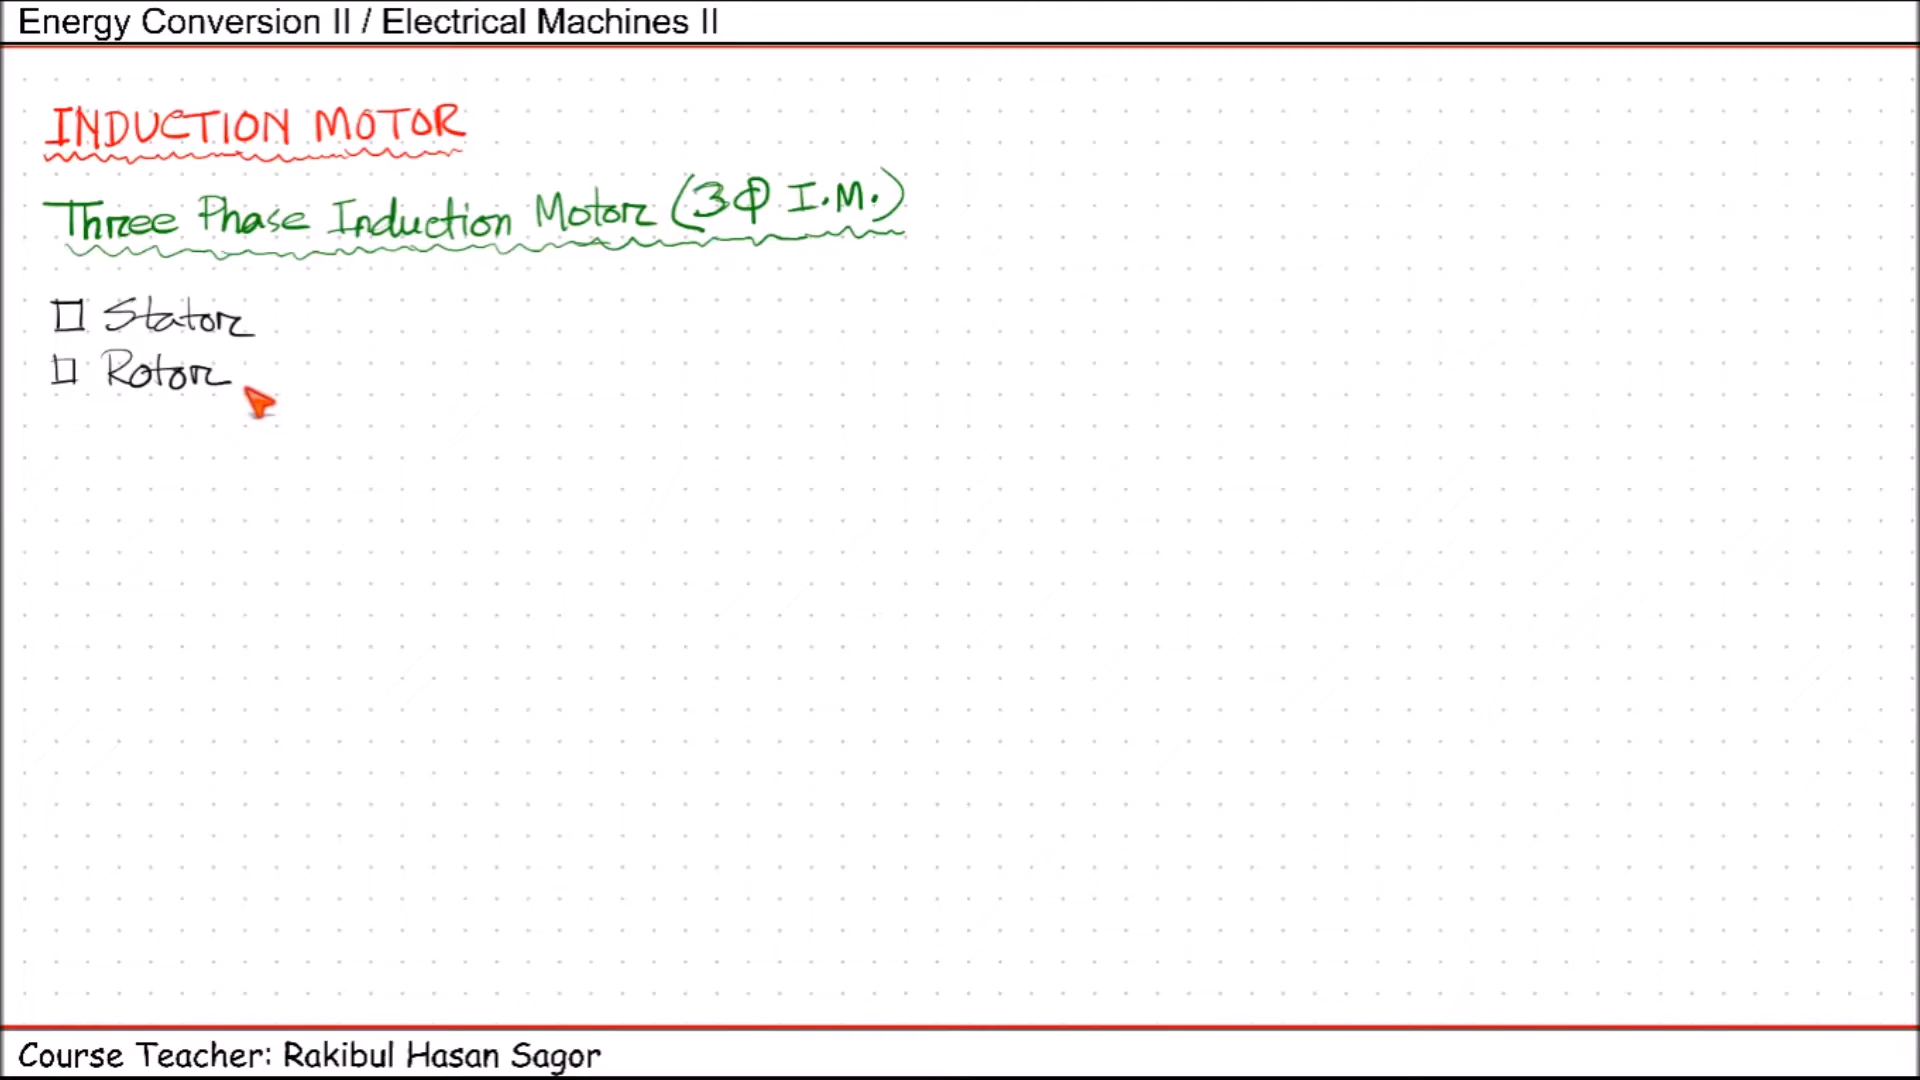 Energy Conversion II / Electrical Machines II
INDUCTION MOTOR
Three Phase Induction Motor (3Φ I.M.)
Stator
Rotor
Course Teacher: Rakibul Hasan Sagor